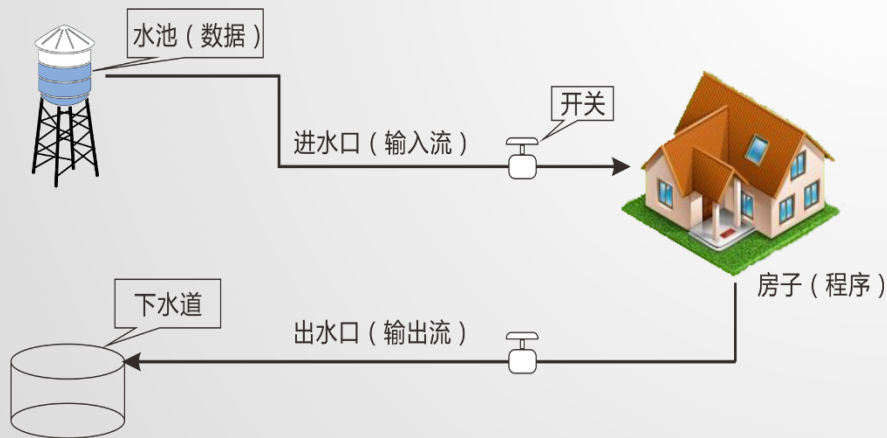 水池（数据）
开关
进水口（输入流）
房子（程序）
下水道
出水口（输出流）